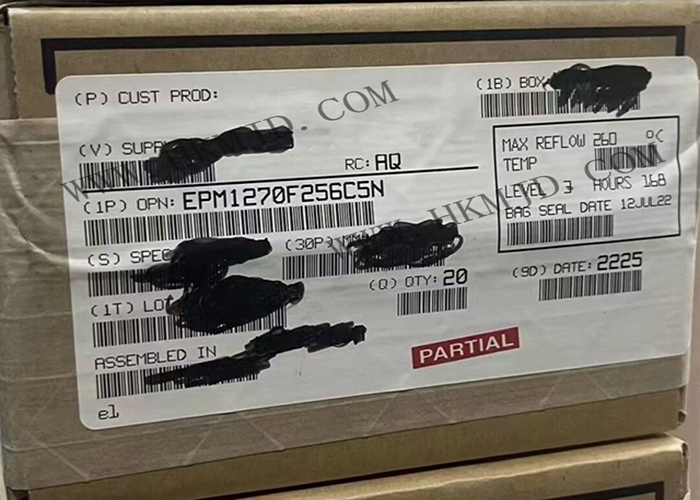 (P) CUST PROD:
(1B) BOX
(V)
RC: AQ
(1P) OPN: EPM1270F256C5N
MAX REFLOW 260 °C
TEMP
LEVEL 3 HOURS 168
BAG SEAL DATE 12JUL22
(S) SPEC
(30P)
(Q) QTY: 20
(9D) DATE: 2225
(1T) LOT
ASSEMBLED IN
PARTIAL
e1
WWW.HKMJD.COM
WWW.HKMJD.COM